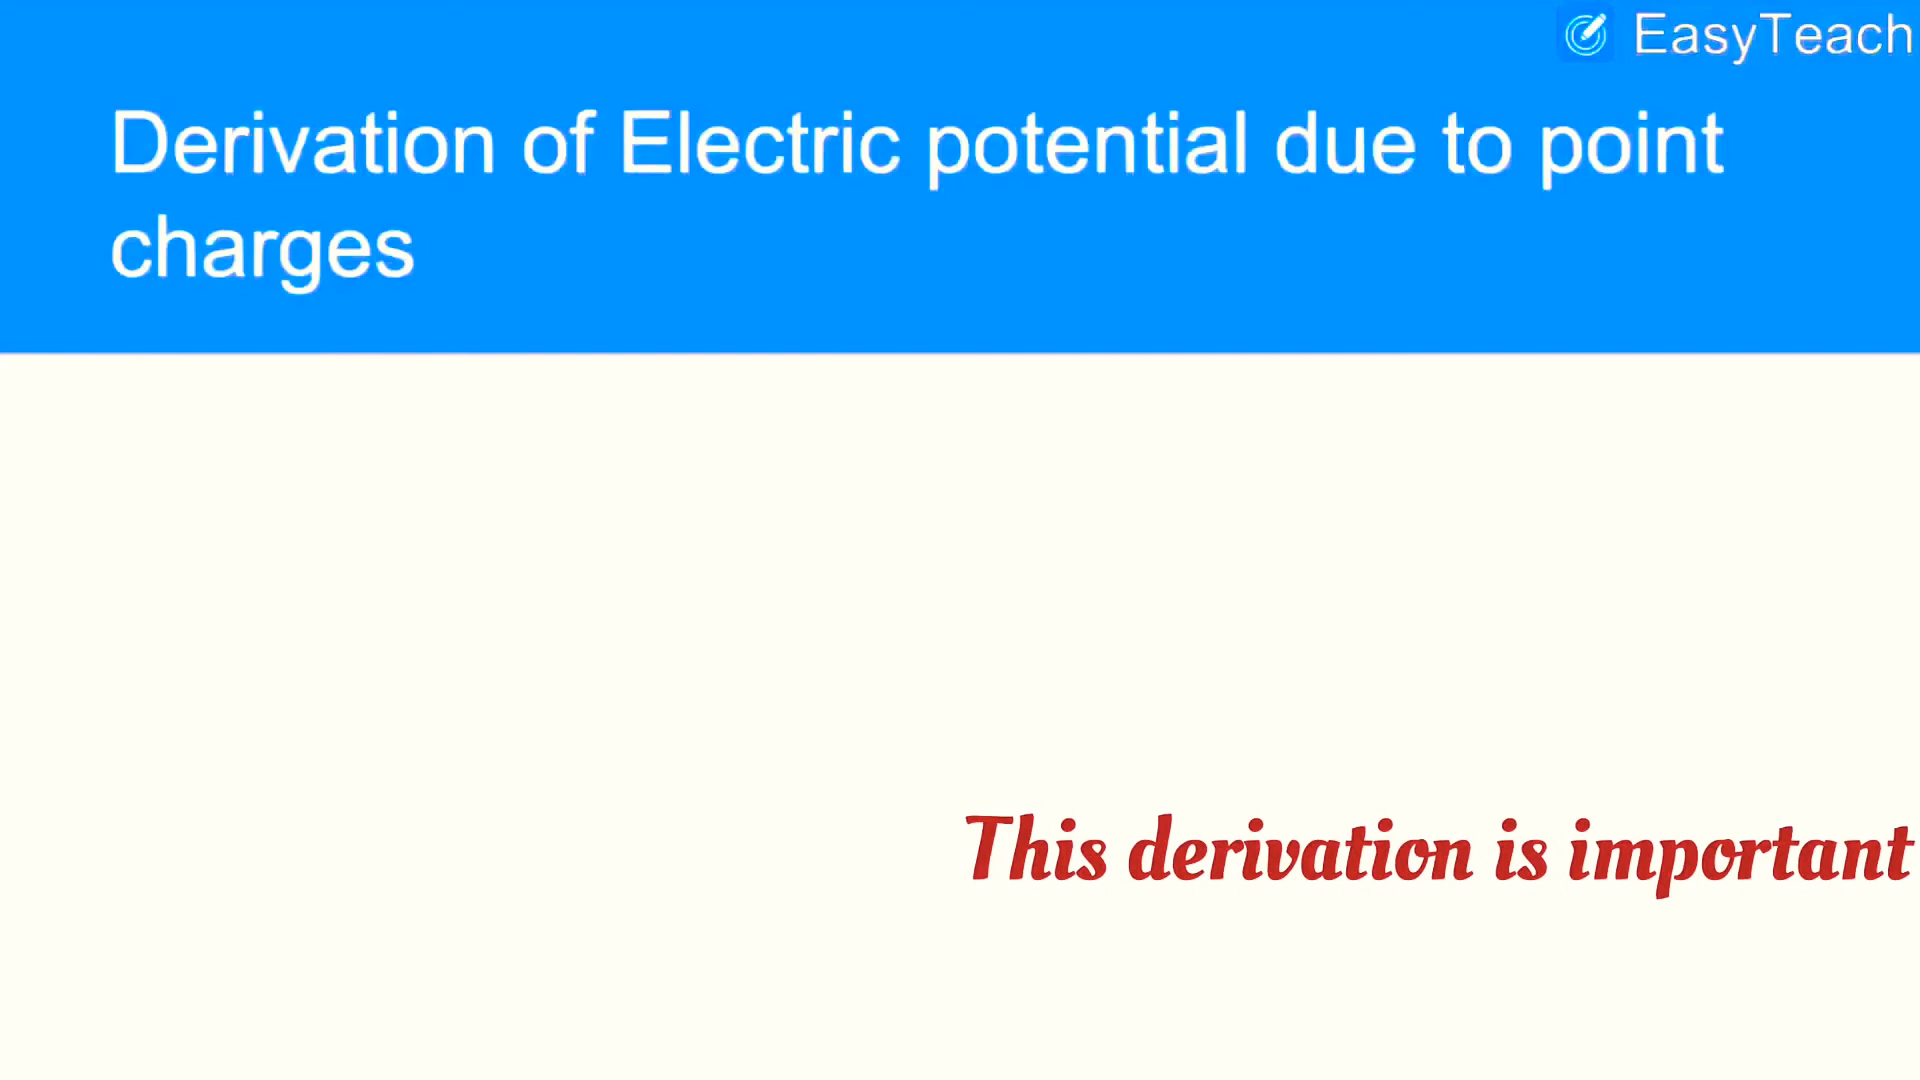 EasyTeach
Derivation of Electric potential due to point
charges
This derivation is important